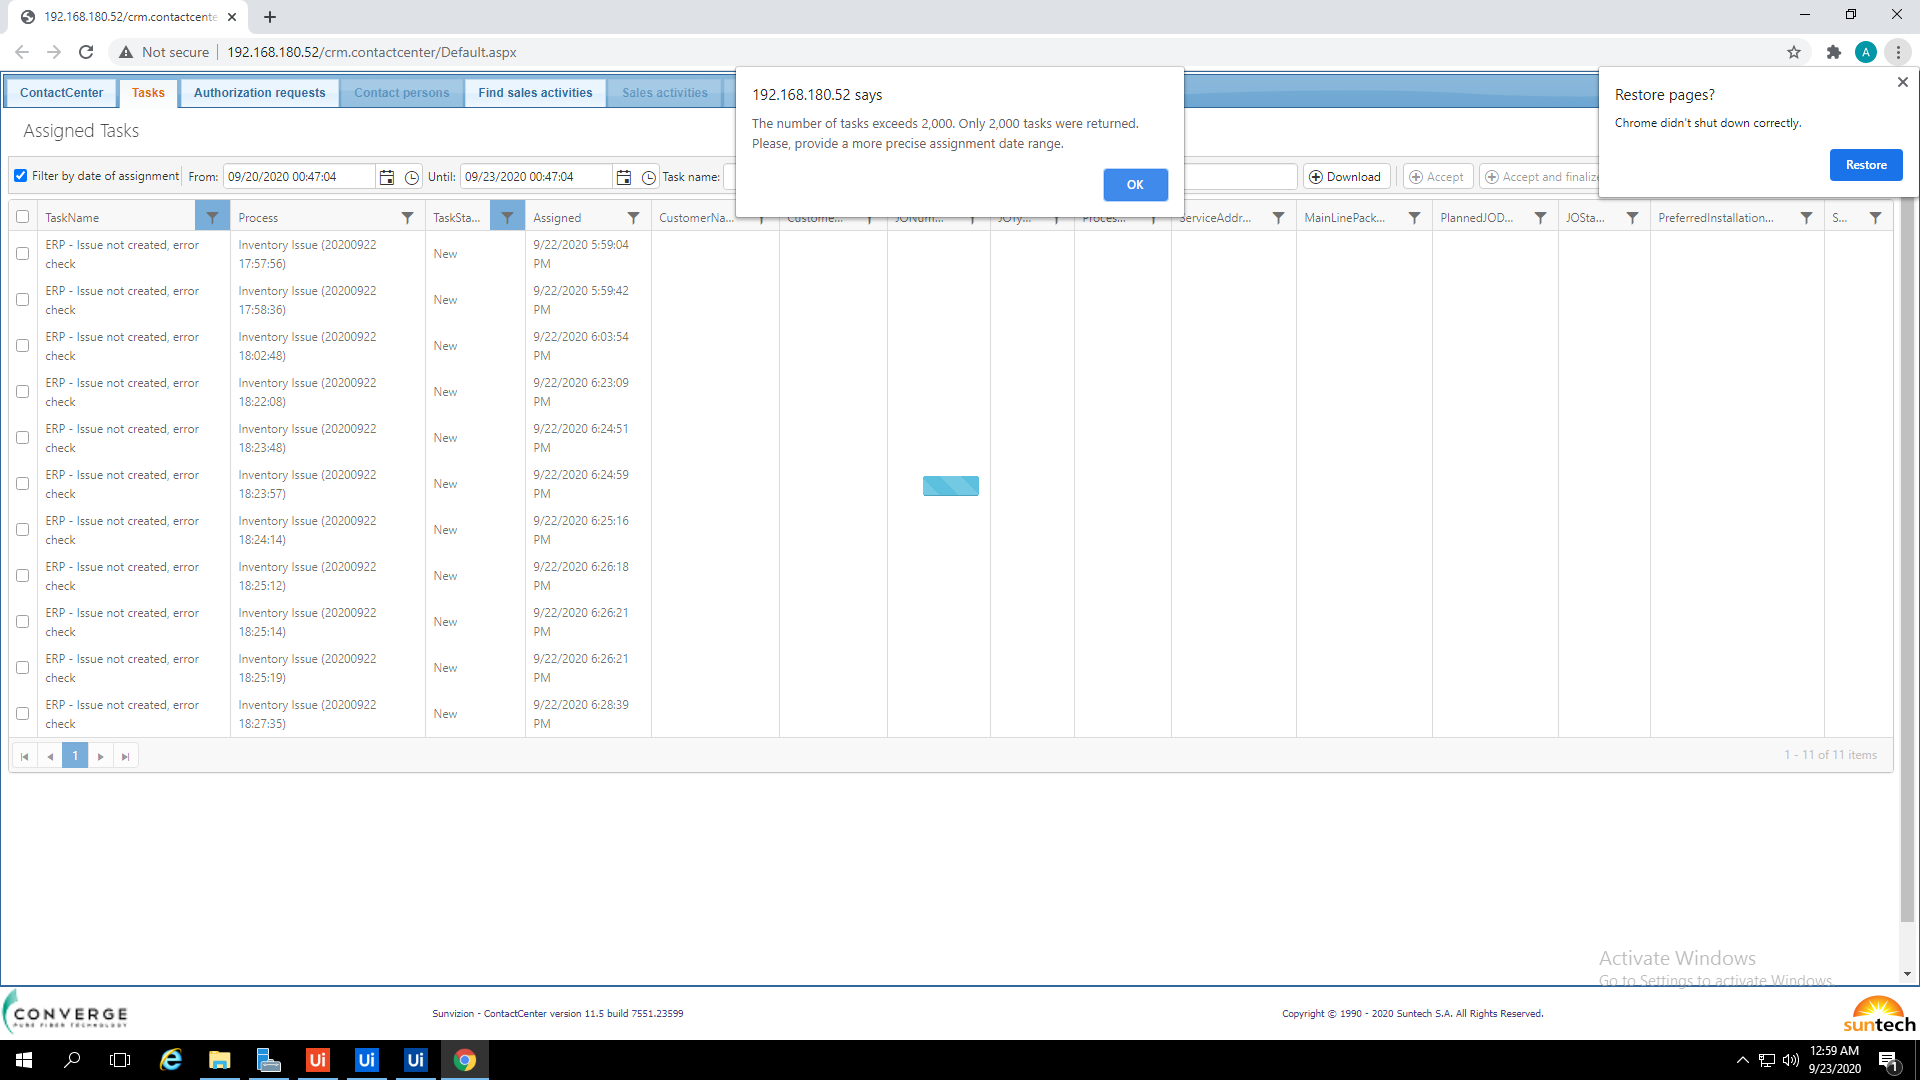 192.168.180.52/crm.contactcente
Not secure
192.168.180.52/crm.contactcenter/Default.aspx
A
ContactCenter
Tasks
Authorization requests
Contact persons
Find sales activities
Sales activities
192.168.180.52 says
The number of tasks exceeds 2,000. Only 2,000 tasks were returned.
Please, provide a more precise assignment date range.
OK
Restore pages?
Chrome didn't shut down correctly.
Restore
Assigned Tasks
Filter by date of assignment
From:
09/20/2020 00:47:04
Until:
09/23/2020 00:47:04
Task name:
Download
Accept
Accept and finalize
TaskName
Process
TaskSta...
Assigned
CustomerNa...
Custome...
JONum...
JOTy...
Proces...
ServiceAddr...
MainLinePack...
PlannedJOD...
JOSta...
PreferredInstallation...
S...
ERP - Issue not created, error
check
Inventory Issue (20200922
17:57:56)
New
9/22/2020 5:59:04
PM
ERP - Issue not created, error
check
Inventory Issue (20200922
17:58:36)
New
9/22/2020 5:59:42
PM
ERP - Issue not created, error
check
Inventory Issue (20200922
18:02:48)
New
9/22/2020 6:03:54
PM
ERP - Issue not created, error
check
Inventory Issue (20200922
18:22:08)
New
9/22/2020 6:23:09
PM
ERP - Issue not created, error
check
Inventory Issue (20200922
18:23:48)
New
9/22/2020 6:24:51
PM
ERP - Issue not created, error
check
Inventory Issue (20200922
18:23:57)
New
9/22/2020 6:24:59
PM
ERP - Issue not created, error
check
Inventory Issue (20200922
18:24:14)
New
9/22/2020 6:25:16
PM
ERP - Issue not created, error
check
Inventory Issue (20200922
18:25:12)
New
9/22/2020 6:26:18
PM
ERP - Issue not created, error
check
Inventory Issue (20200922
18:25:14)
New
9/22/2020 6:26:21
PM
ERP - Issue not created, error
check
Inventory Issue (20200922
18:25:19)
New
9/22/2020 6:26:21
PM
ERP - Issue not created, error
check
Inventory Issue (20200922
18:27:35)
New
9/22/2020 6:28:39
PM
1
1 - 11 of 11 items
Activate Windows
Go to Settings to activate Windows.
CONVERGE
PURE FIBER TECHNOLOGY
Sunvizion - ContactCenter version 11.5 build 7551.23599
Copyright © 1990 - 2020 Suntech S.A. All Rights Reserved.
suntech
Ui
Ui
Ui
12:59 AM
9/23/2020
1